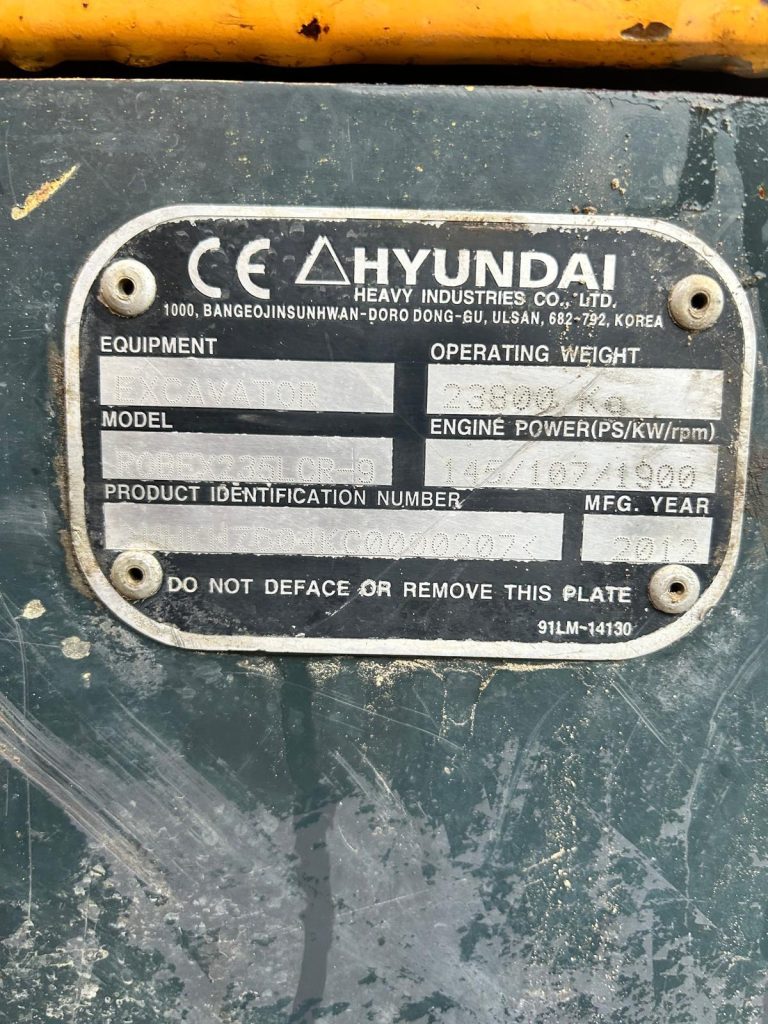 CE HYUNDAI
HEAVY INDUSTRIES CO., LTD.
1000, BANGEOJINSUNHWAN-DORO DONG-GU, ULSAN, 682-792, KOREA
EQUIPMENT OPERATING WEIGHT
EXCAVATOR 23800 Kg
MODEL ENGINE POWER(PS/KW/rpm)
ROBEX235LCR-9 145/107/1900
PRODUCT IDENTIFICATION NUMBER MFG. YEAR
2012
DO NOT DEFACE OR REMOVE THIS PLATE
91LM-14130